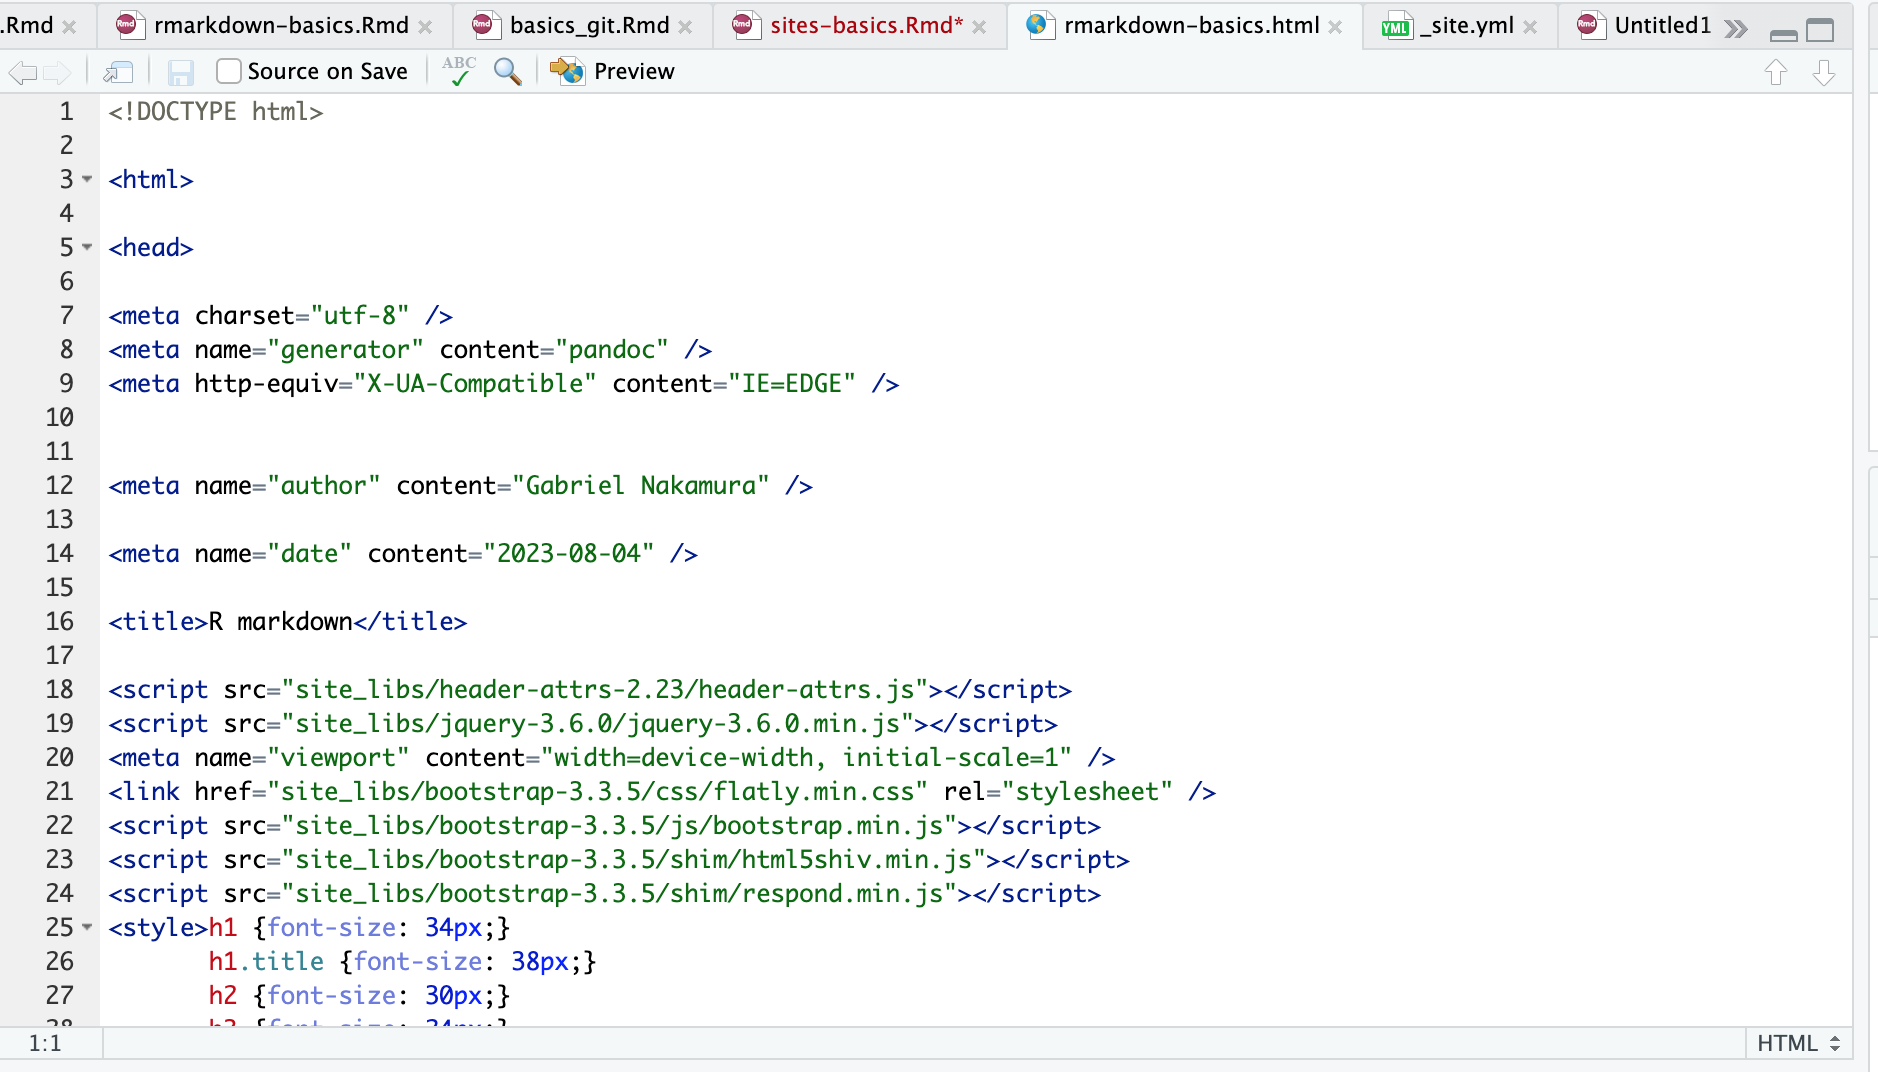 .Rmd rmarkdown-basics.Rmd basics_git.Rmd sites-basics.Rmd* rmarkdown-basics.html _site.yml Untitled1
Source on Save ABC Preview
1 <!DOCTYPE html>
2
3 <html>
4
5 <head>
6
7 <meta charset="utf-8" />
8 <meta name="generator" content="pandoc" />
9 <meta http-equiv="X-UA-Compatible" content="IE=EDGE" />
10
11
12 <meta name="author" content="Gabriel Nakamura" />
13
14 <meta name="date" content="2023-08-04" />
15
16 <title>R markdown</title>
17
18 <script src="site_libs/header-attrs-2.23/header-attrs.js"></script>
19 <script src="site_libs/jquery-3.6.0/jquery-3.6.0.min.js"></script>
20 <meta name="viewport" content="width=device-width, initial-scale=1" />
21 <link href="site_libs/bootstrap-3.3.5/css/flatly.min.css" rel="stylesheet" />
22 <script src="site_libs/bootstrap-3.3.5/js/bootstrap.min.js"></script>
23 <script src="site_libs/bootstrap-3.3.5/shim/html5shiv.min.js"></script>
24 <script src="site_libs/bootstrap-3.3.5/shim/respond.min.js"></script>
25 <style>h1 {font-size: 34px;}
26 h1.title {font-size: 38px;}
27 h2 {font-size: 30px;}
28 h3 {font-size: 24px;}
1:1 HTML